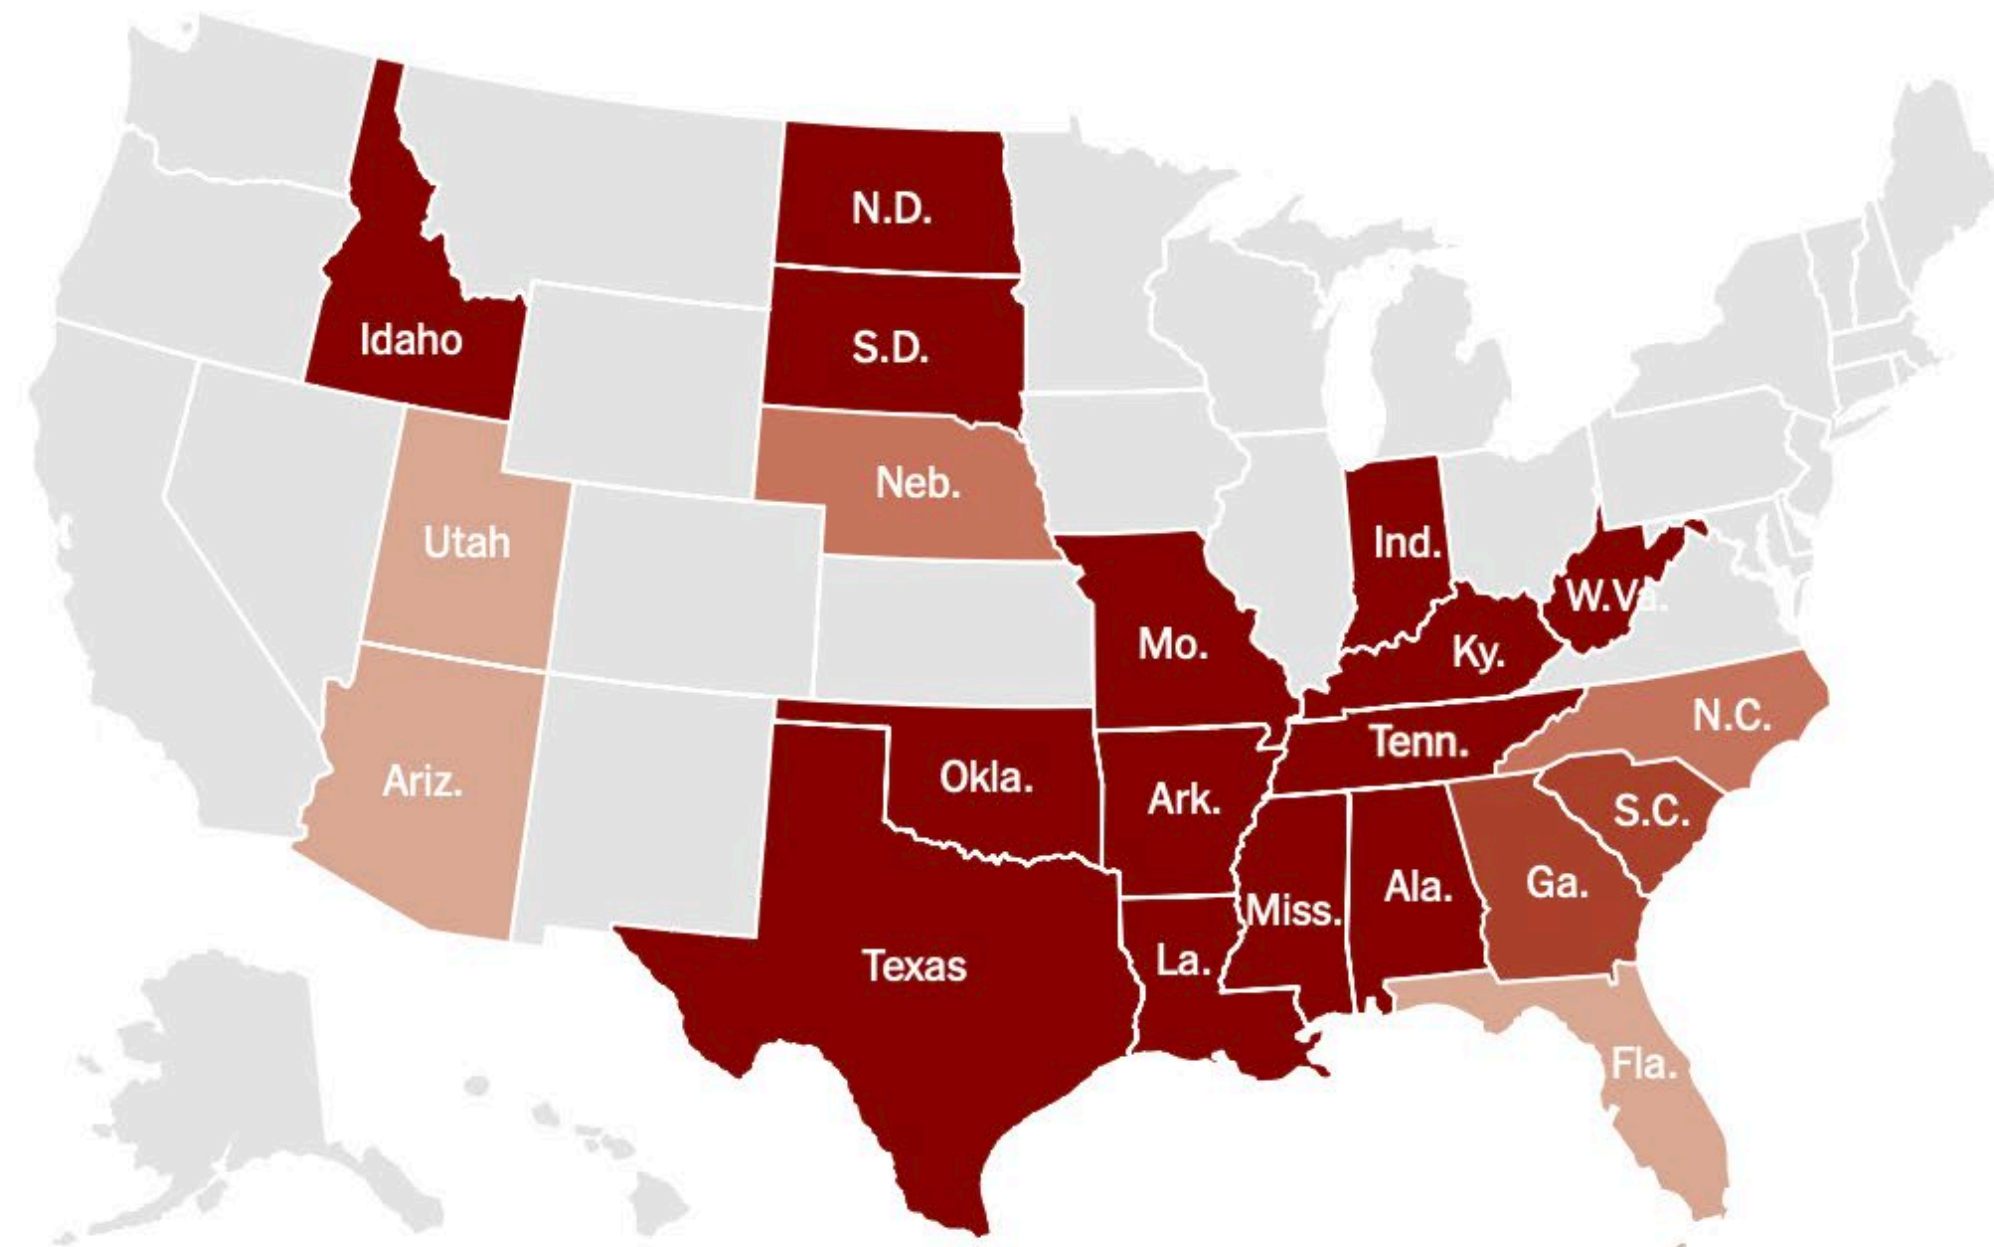 N.D.
Idaho
S.D.
Neb.
Utah
Ind.
W.Va.
Mo.
Ky.
N.C.
Tenn.
Ariz.
Okla.
Ark.
S.C.
Ga.
Ala.
Miss.
La.
Texas
Fla.